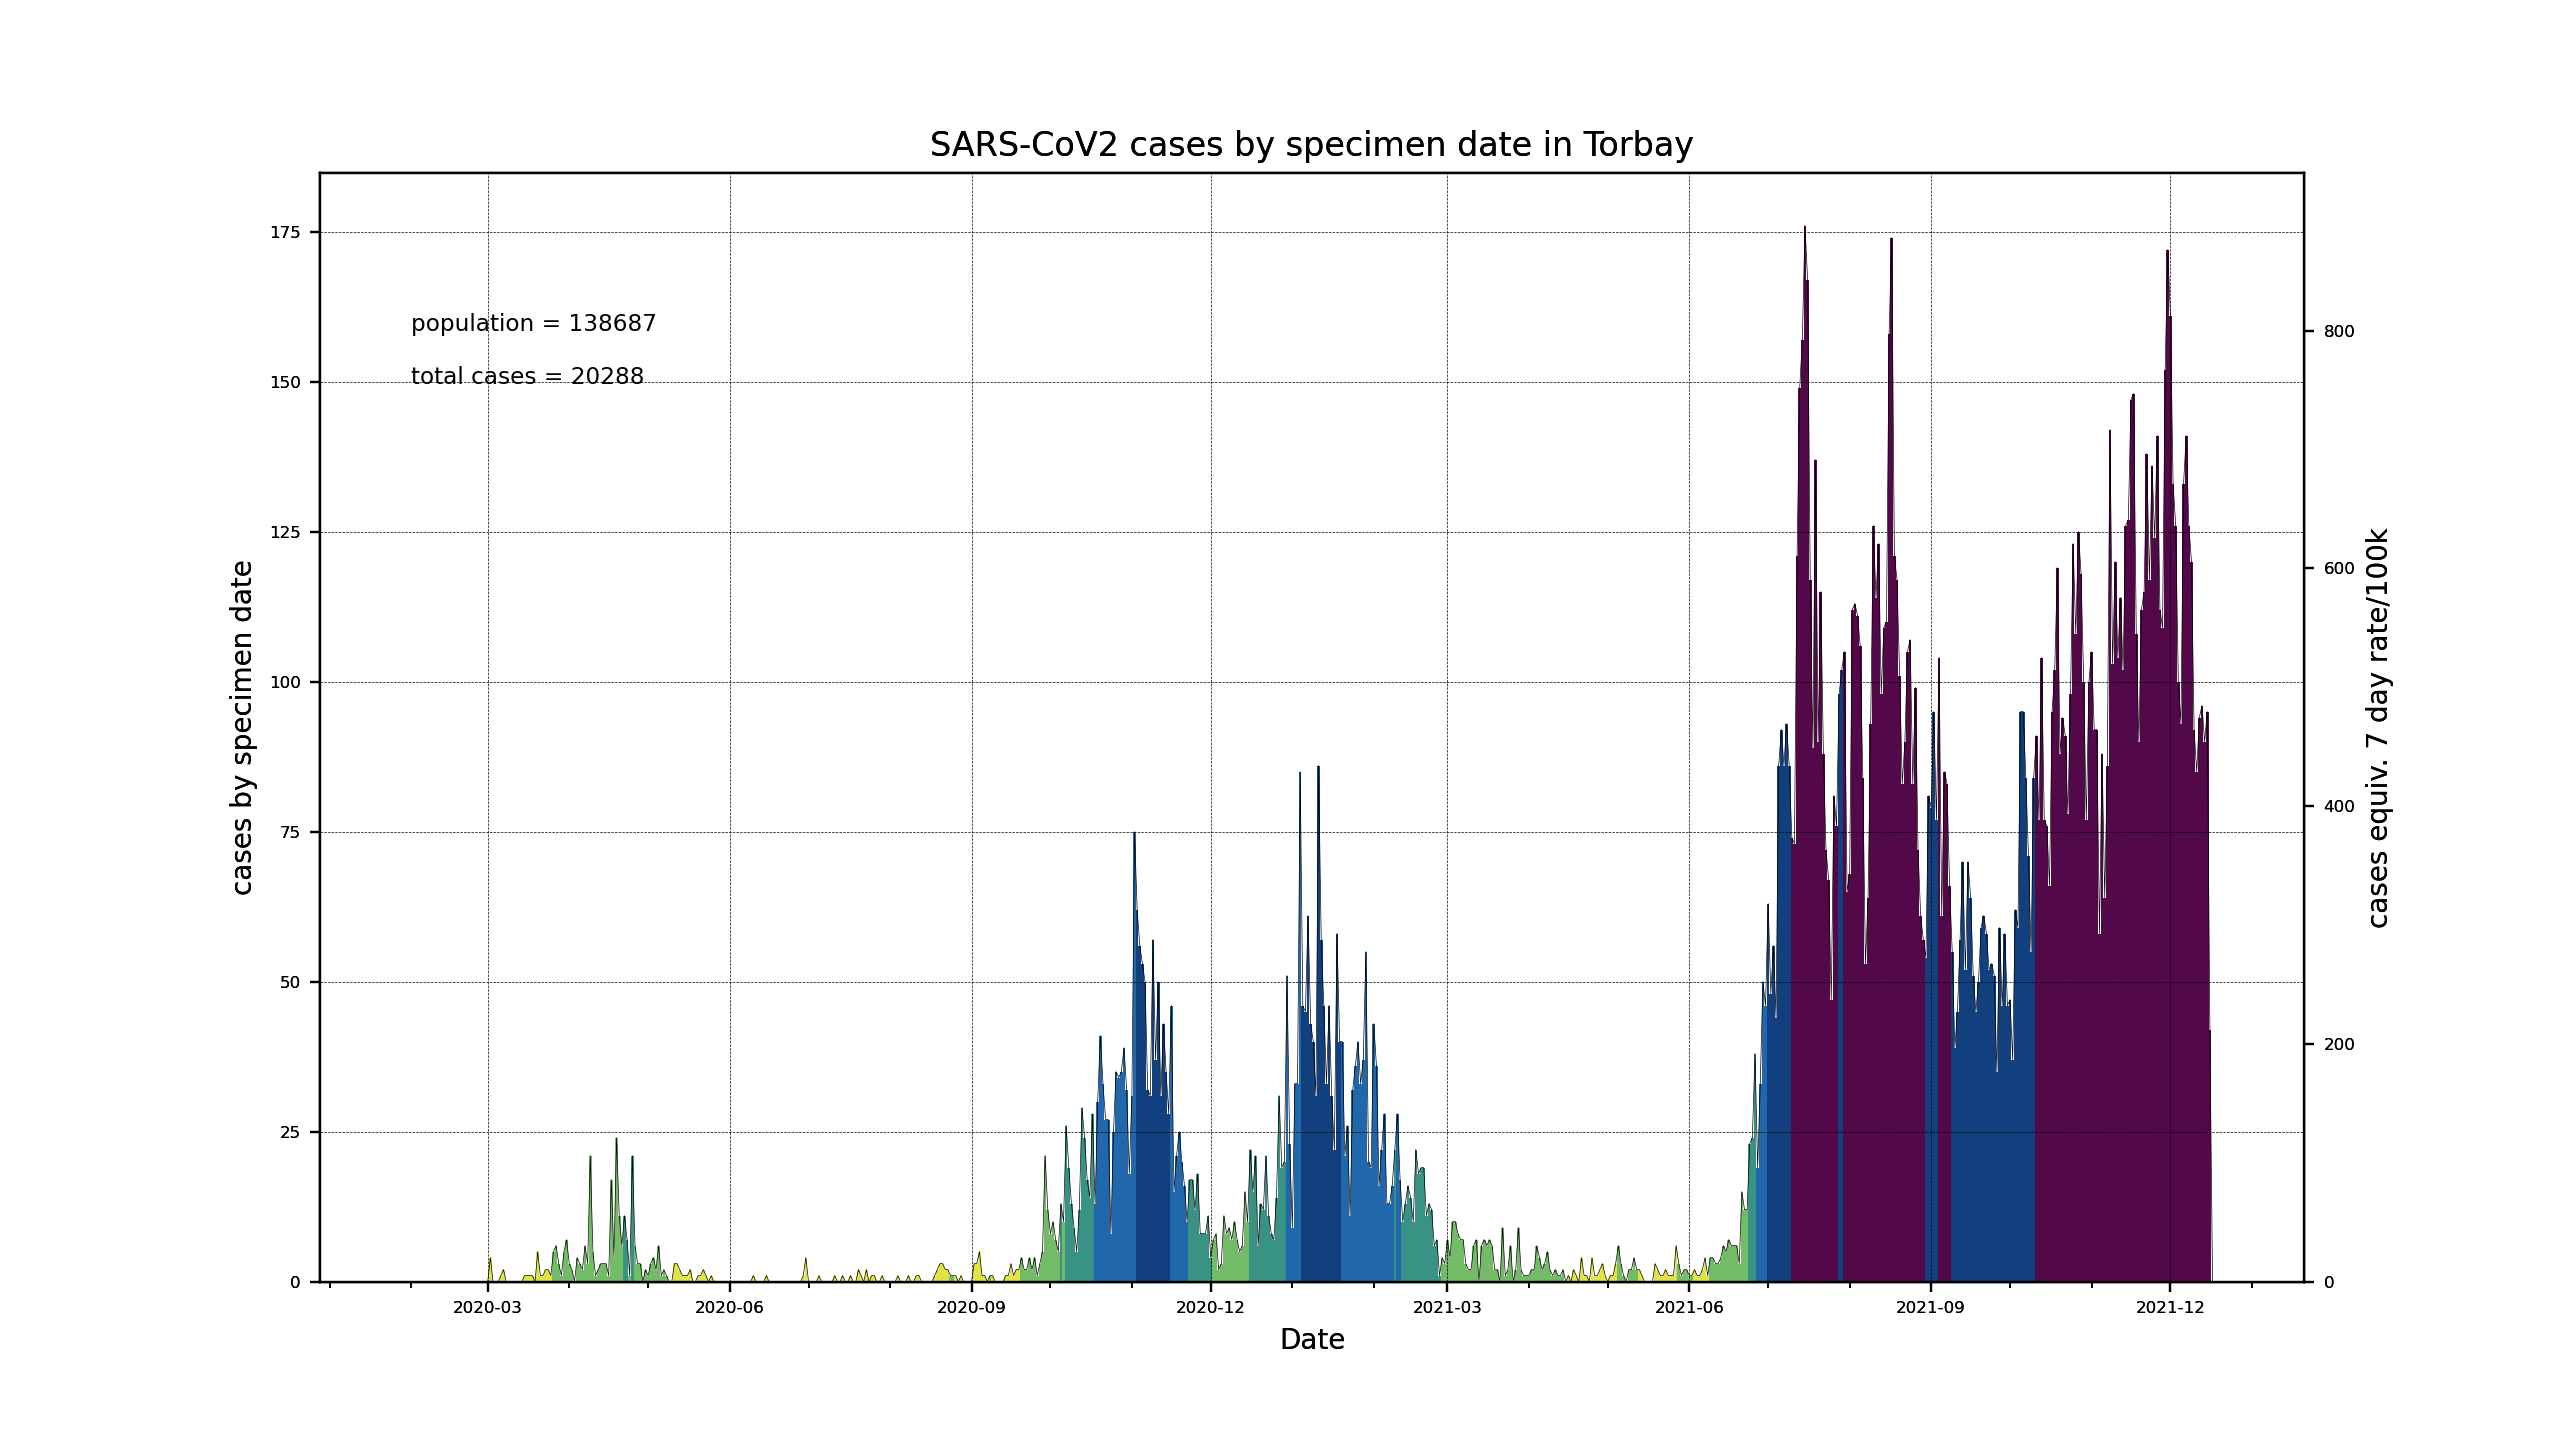 SARS-CoV2 cases by specimen date in Torbay
population = 138687
total cases = 20288
cases by specimen date
175
150
125
100
75
50
25
0
800
600
400
200
0
cases equiv. 7 day rate/100k
2020-03 2020-06 2020-09 2020-12 2021-03 2021-06 2021-09 2021-12
Date